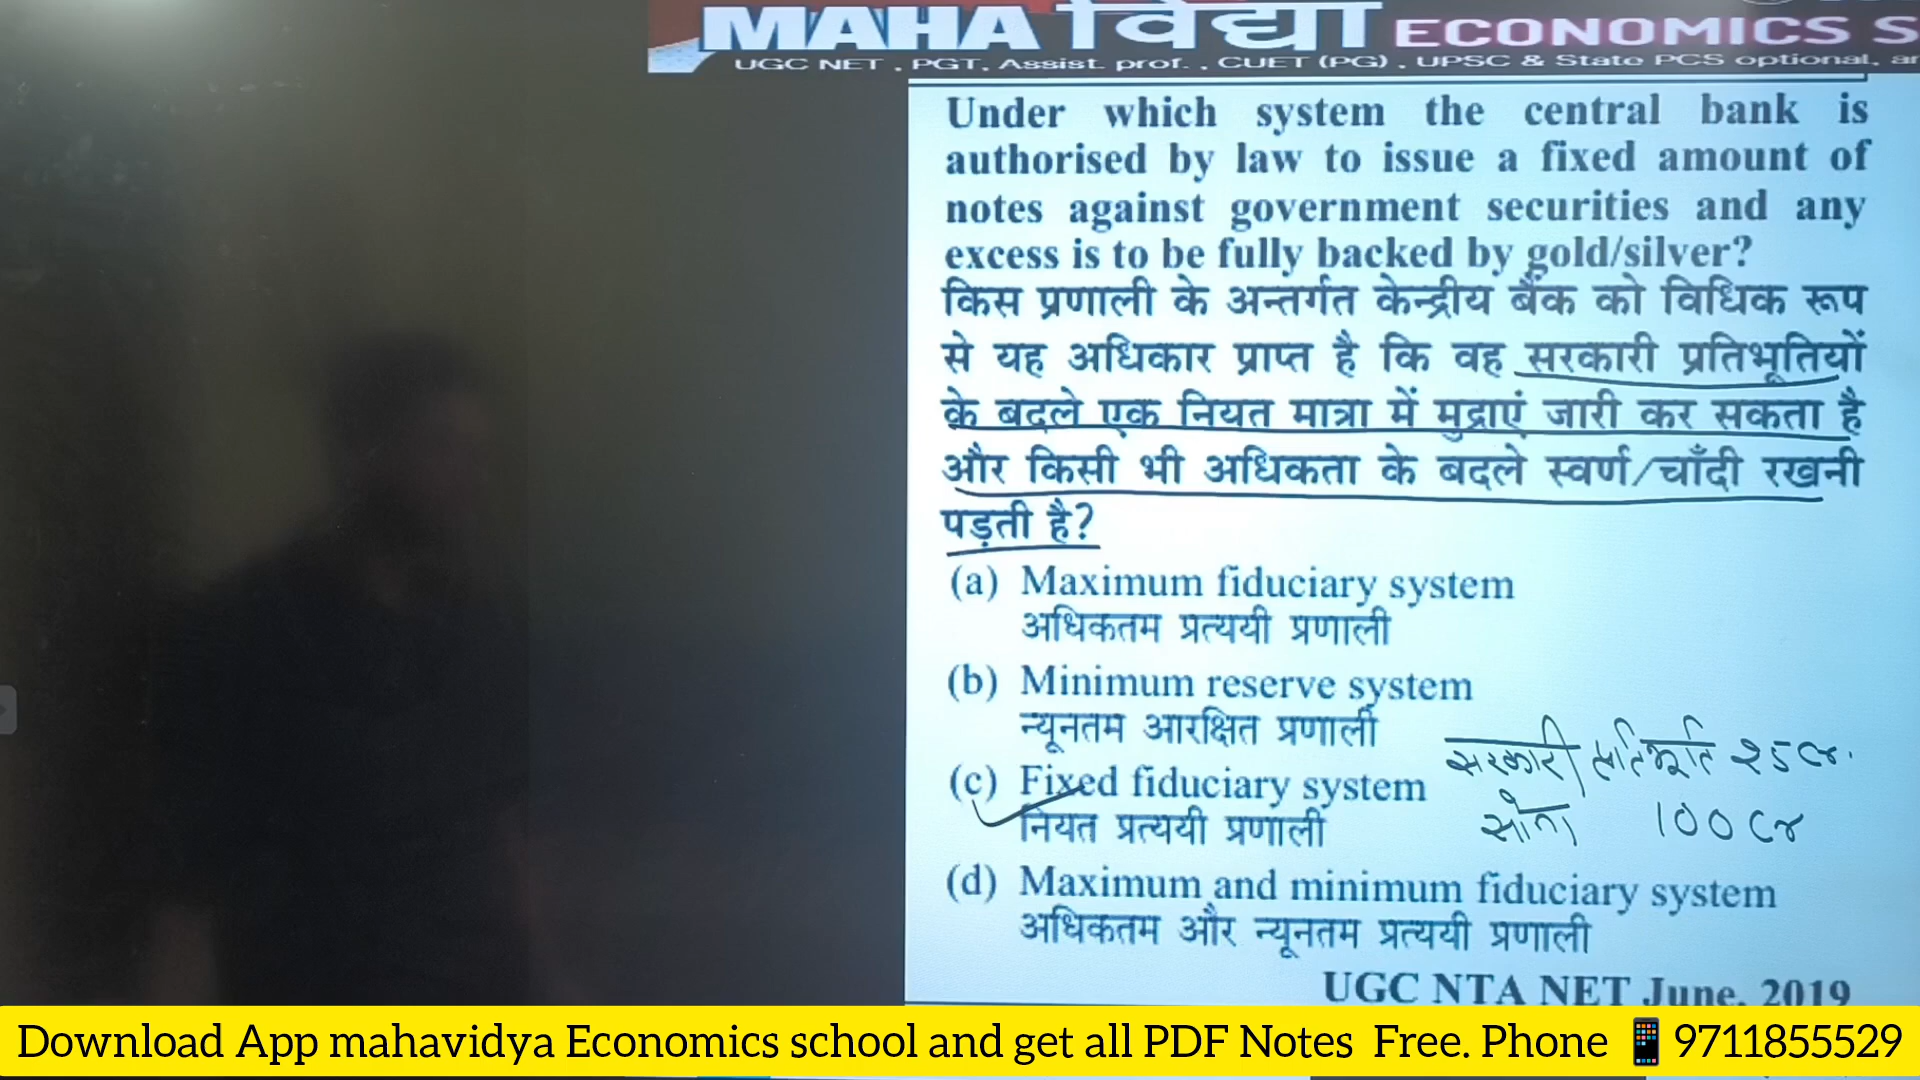 MAHA विद्या ECONOMICS S
UGC NET , PGT, Assist. prof. , CUET (PG) , UPSC & State PCS optional, an
Under which system the central bank is
authorised by law to issue a fixed amount of
notes against government securities and any
excess is to be fully backed by gold/silver?
किस प्रणाली के अन्तर्गत केन्द्रीय बैंक को विधिक रूप
से यह अधिकार प्राप्त है कि वह सरकारी प्रतिभूतियों
के बदले एक नियत मात्रा में मुद्राएं जारी कर सकता है
और किसी भी अधिकता के बदले स्वर्ण/चाँदी रखनी
पड़ती है?
(a) Maximum fiduciary system
अधिकतम प्रत्ययी प्रणाली
(b) Minimum reserve system
न्यूनतम आरक्षित प्रणाली
(c) Fixed fiduciary system
नियत प्रत्ययी प्रणाली
सरकारी प्रतिभूति 25 Cr.
सोना 100 Cr
(d) Maximum and minimum fiduciary system
अधिकतम और न्यूनतम प्रत्ययी प्रणाली
UGC NTA NET June, 2019
Download App mahavidya Economics school and get all PDF Notes Free. Phone 📱 9711855529